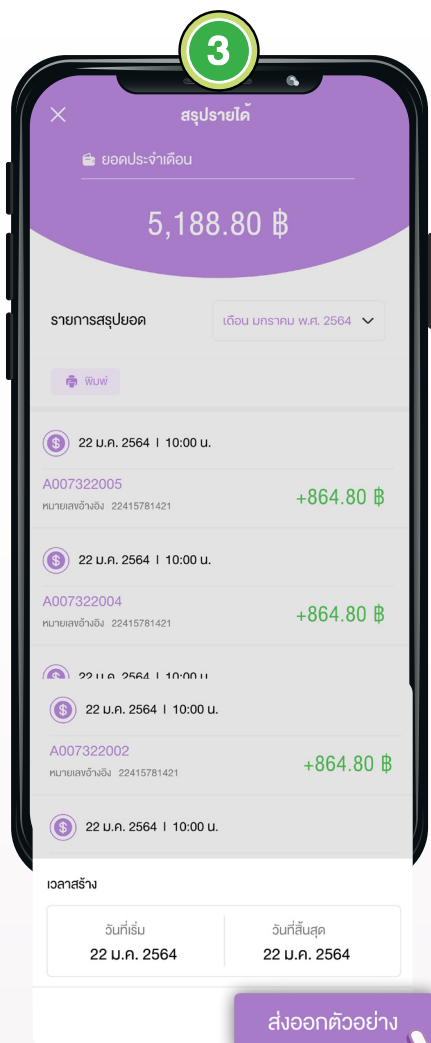 3
สรุปรายได้
ยอดประจำเดือน
5,188.80 ฿
รายการสรุปยอด
เดือน มกราคม พ.ศ. 2564
พิมพ์
22 ม.ค. 2564 | 10:00 น.
A007322005
+864.80 ฿
หมายเลขอ้างอิง 22415781421
22 ม.ค. 2564 | 10:00 น.
A007322004
+864.80 ฿
หมายเลขอ้างอิง 22415781421
22 ม.ค. 2564 | 10:00 น.
22 ม.ค. 2564 | 10:00 น.
A007322002
+864.80 ฿
หมายเลขอ้างอิง 22415781421
22 ม.ค. 2564 | 10:00 น.
เวลาสร้าง
วันที่เริ่ม
วันที่สิ้นสุด
22 ม.ค. 2564
22 ม.ค. 2564
ส่งออกตัวอย่าง